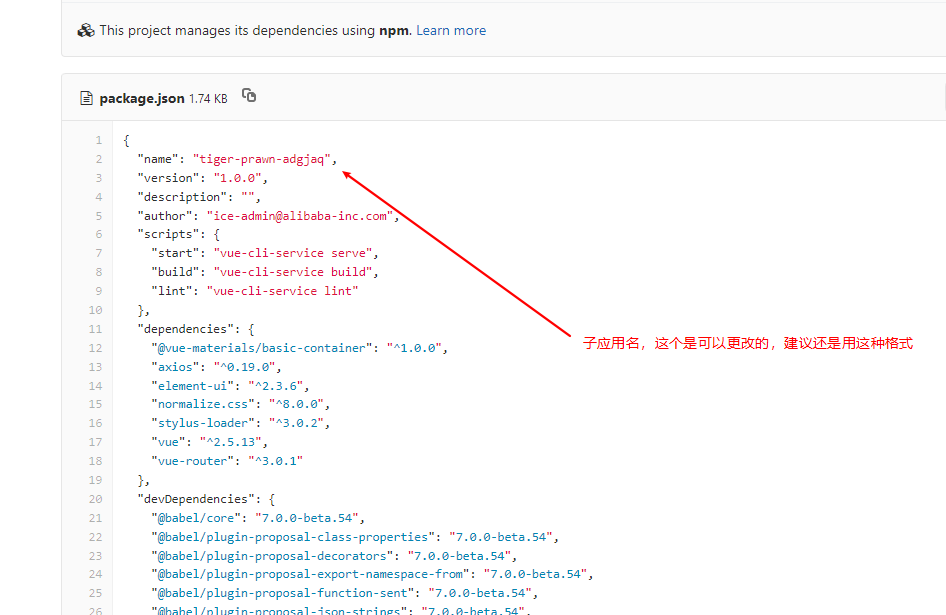 This project manages its dependencies using npm. Learn more
package.json 1.74 KB
1 {
2 "name": "tiger-prawn-adgjaq",
3 "version": "1.0.0",
4 "description": "",
5 "author": "ice-admin@alibaba-inc.com",
6 "scripts": {
7 "start": "vue-cli-service serve",
8 "build": "vue-cli-service build",
9 "lint": "vue-cli-service lint"
10 },
11 "dependencies": {
子应用名，这个是可以更改的，建议还是用这种格式
12 "@vue-materials/basic-container": "^1.0.0",
13 "axios": "^0.19.0",
14 "element-ui": "^2.3.6",
15 "normalize.css": "^8.0.0",
16 "stylus-loader": "^3.0.2",
17 "vue": "^2.5.13",
18 "vue-router": "^3.0.1"
19 },
20 "devDependencies": {
21 "@babel/core": "7.0.0-beta.54",
22 "@babel/plugin-proposal-class-properties": "7.0.0-beta.54",
23 "@babel/plugin-proposal-decorators": "7.0.0-beta.54",
24 "@babel/plugin-proposal-export-namespace-from": "7.0.0-beta.54",
25 "@babel/plugin-proposal-function-sent": "7.0.0-beta.54",
26 "@babel/plugin-proposal-json-strings": "7.0.0-beta.54",